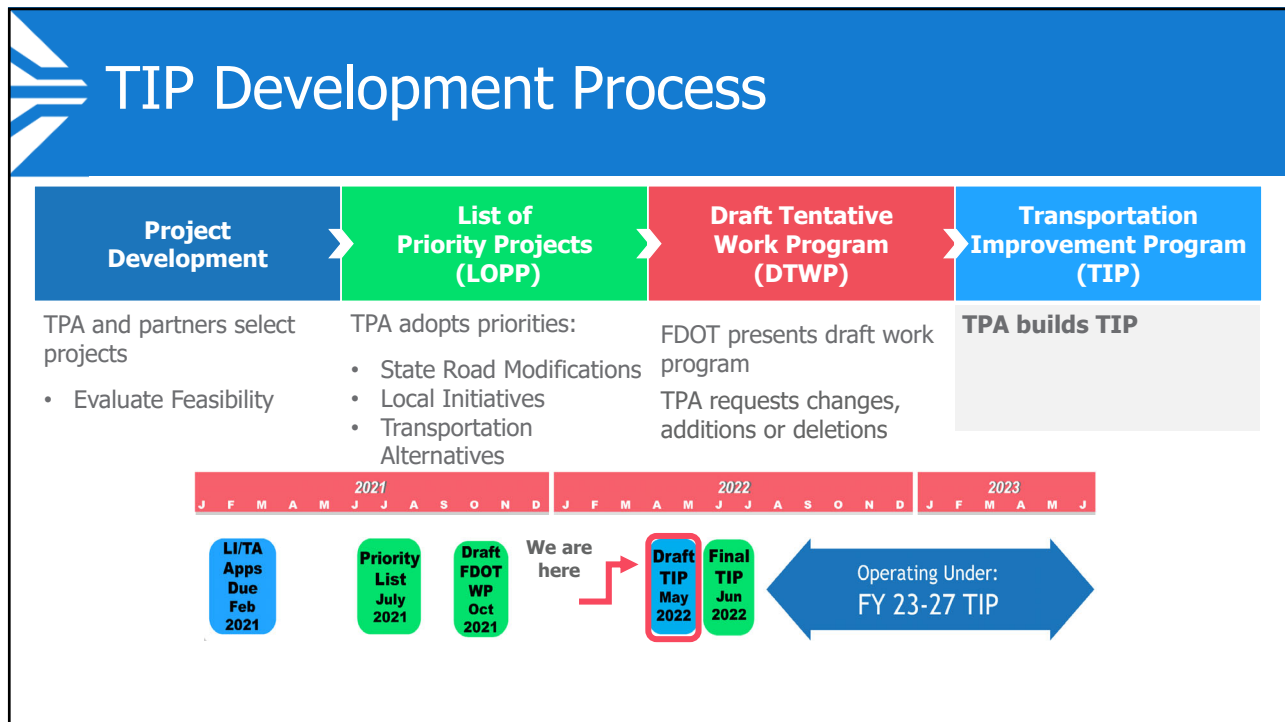 TIP Development Process
Project
Development
List of
Priority Projects
(LOPP)
Draft Tentative
Work Program
(DTWP)
Transportation
Improvement Program
(TIP)
TPA and partners select
projects
• Evaluate Feasibility
TPA adopts priorities:
• State Road Modifications
• Local Initiatives
• Transportation
Alternatives
FDOT presents draft work
program
TPA requests changes,
additions or deletions
TPA builds TIP
2021
J F M A M J J A S O N D
2022
J F M A M J J A S O N D
2023
J F M A M J
LI/TA
Apps
Due
Feb
2021
Priority
List
July
2021
Draft
FDOT
WP
Oct
2021
We are
here
Draft
TIP
May
2022
Final
TIP
Jun
2022
Operating Under:
FY 23-27 TIP